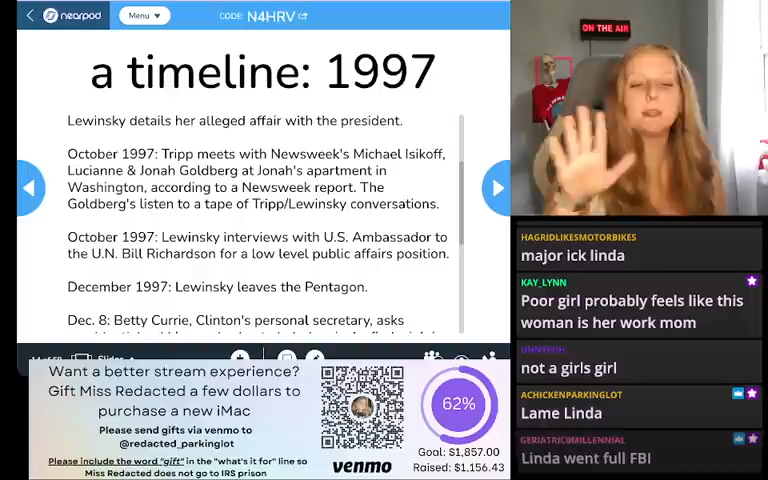 nearpod
Menu
CODE: N4HRV
ON THE AIR
a timeline: 1997
Lewinsky details her alleged affair with the president.
October 1997: Tripp meets with Newsweek's Michael Isikoff,
Lucianne & Jonah Goldberg at Jonah's apartment in
Washington, according to a Newsweek report. The
Goldberg's listen to a tape of Tripp/Lewinsky conversations.
October 1997: Lewinsky interviews with U.S. Ambassador to
the U.N. Bill Richardson for a low level public affairs position.
December 1997: Lewinsky leaves the Pentagon.
Dec. 8: Betty Currie, Clinton's personal secretary, asks
HAGRIDLIKESMOTORBIKES
major ick linda
KAY_LYNN
Poor girl probably feels like this
woman is her work mom
not a girls girl
ACHICKENPARKINGLOT
Lame Linda
GERIATRIC0MILLENNIAL
Linda went full FBI
Want a better stream experience?
Gift Miss Redacted a few dollars to
purchase a new iMac
Please send gifts via venmo to
@redacted_parkinglot
Please include the word "gift" in the "what's it for" line so
Miss Redacted does not go to IRS prison
venmo
62%
Goal: $1,857.00
Raised: $1,156.43